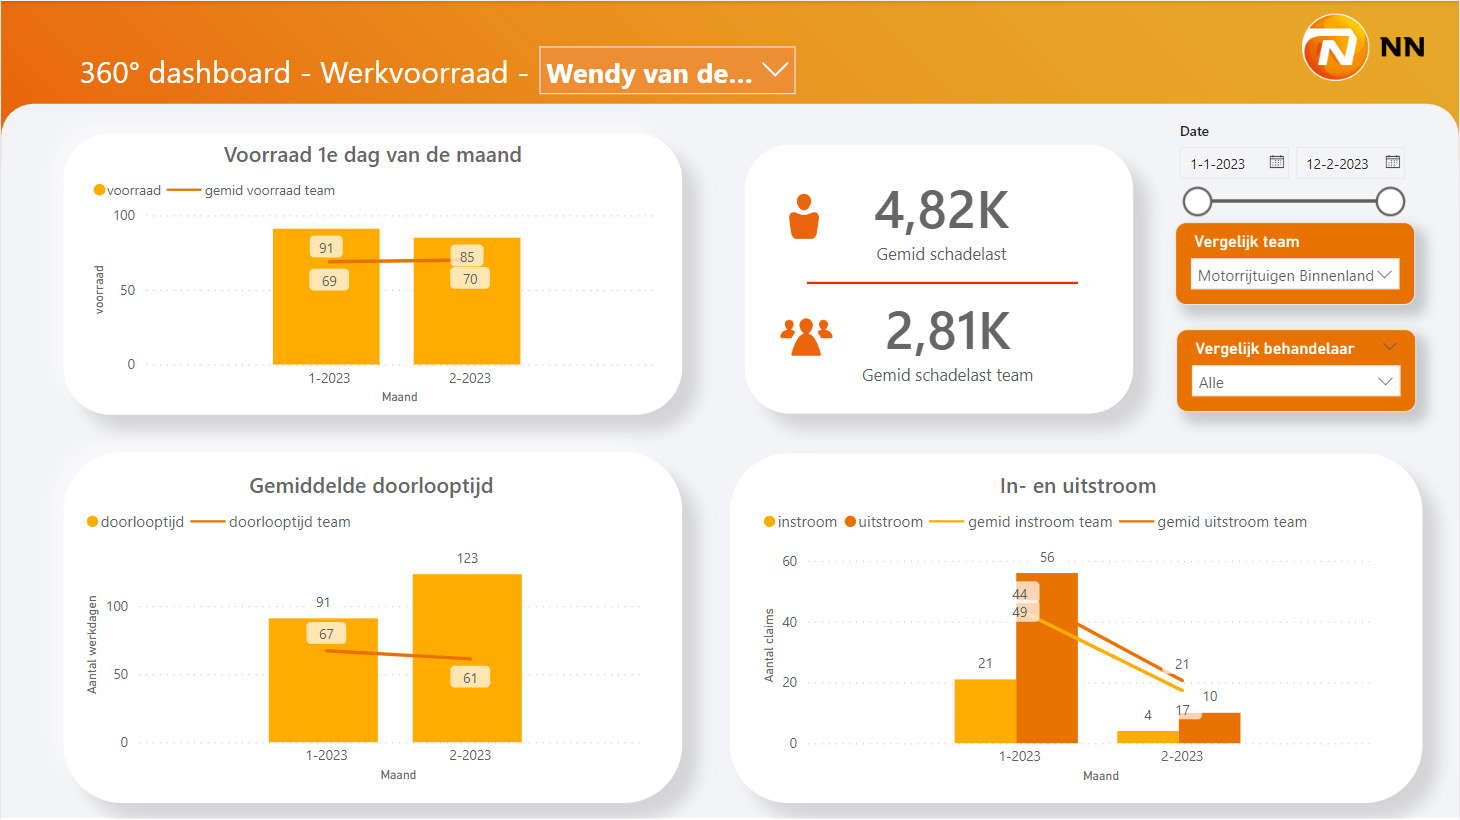 360° dashboard - Werkvoorraad - Wendy van de...
NN
Voorraad 1e dag van de maand
voorraad gemid voorraad team
100
50
0
voorraad
91
69
85
70
1-2023
2-2023
Maand
4,82K
Gemid schadelast
2,81K
Gemid schadelast team
Date
1-1-2023
12-2-2023
Vergelijk team
Motorrijtuigen Binnenland
Vergelijk behandelaar
Alle
Gemiddelde doorlooptijd
doorlooptijd doorlooptijd team
100
50
0
Aantal werkdagen
91
67
123
61
1-2023
2-2023
Maand
In- en uitstroom
instroom uitstroom gemid instroom team gemid uitstroom team
60
40
20
0
Aantal claims
56
44
49
21
21
10
4
17
1-2023
2-2023
Maand